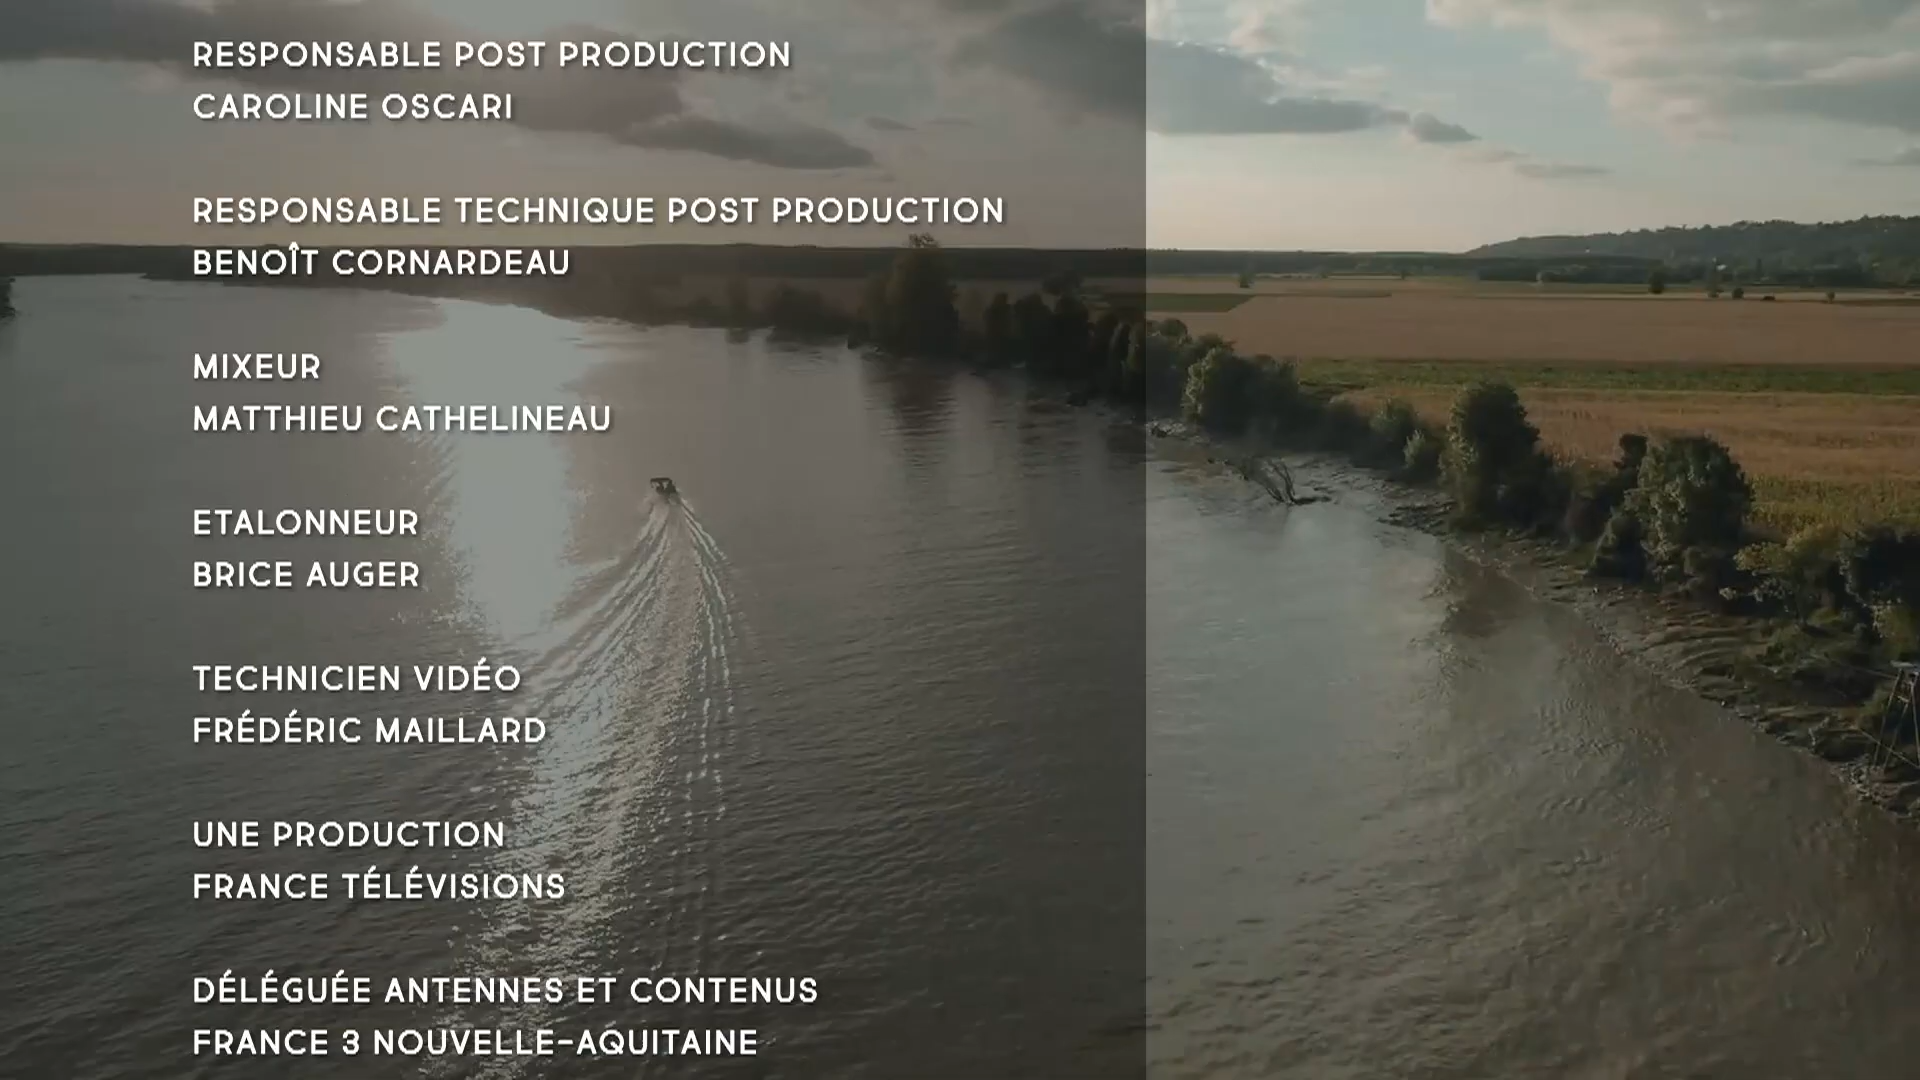 RESPONSABLE POST PRODUCTION
CAROLINE OSCARI
RESPONSABLE TECHNIQUE POST PRODUCTION
BENOÎT CORNARDEAU
MIXEUR
MATTHIEU CATHELINEAU
ETALONNEUR
BRICE AUGER
TECHNICIEN VIDÉO
FRÉDÉRIC MAILLARD
UNE PRODUCTION
FRANCE TÉLÉVISIONS
DÉLÉGUÉE ANTENNES ET CONTENUS
FRANCE 3 NOUVELLE-AQUITAINE